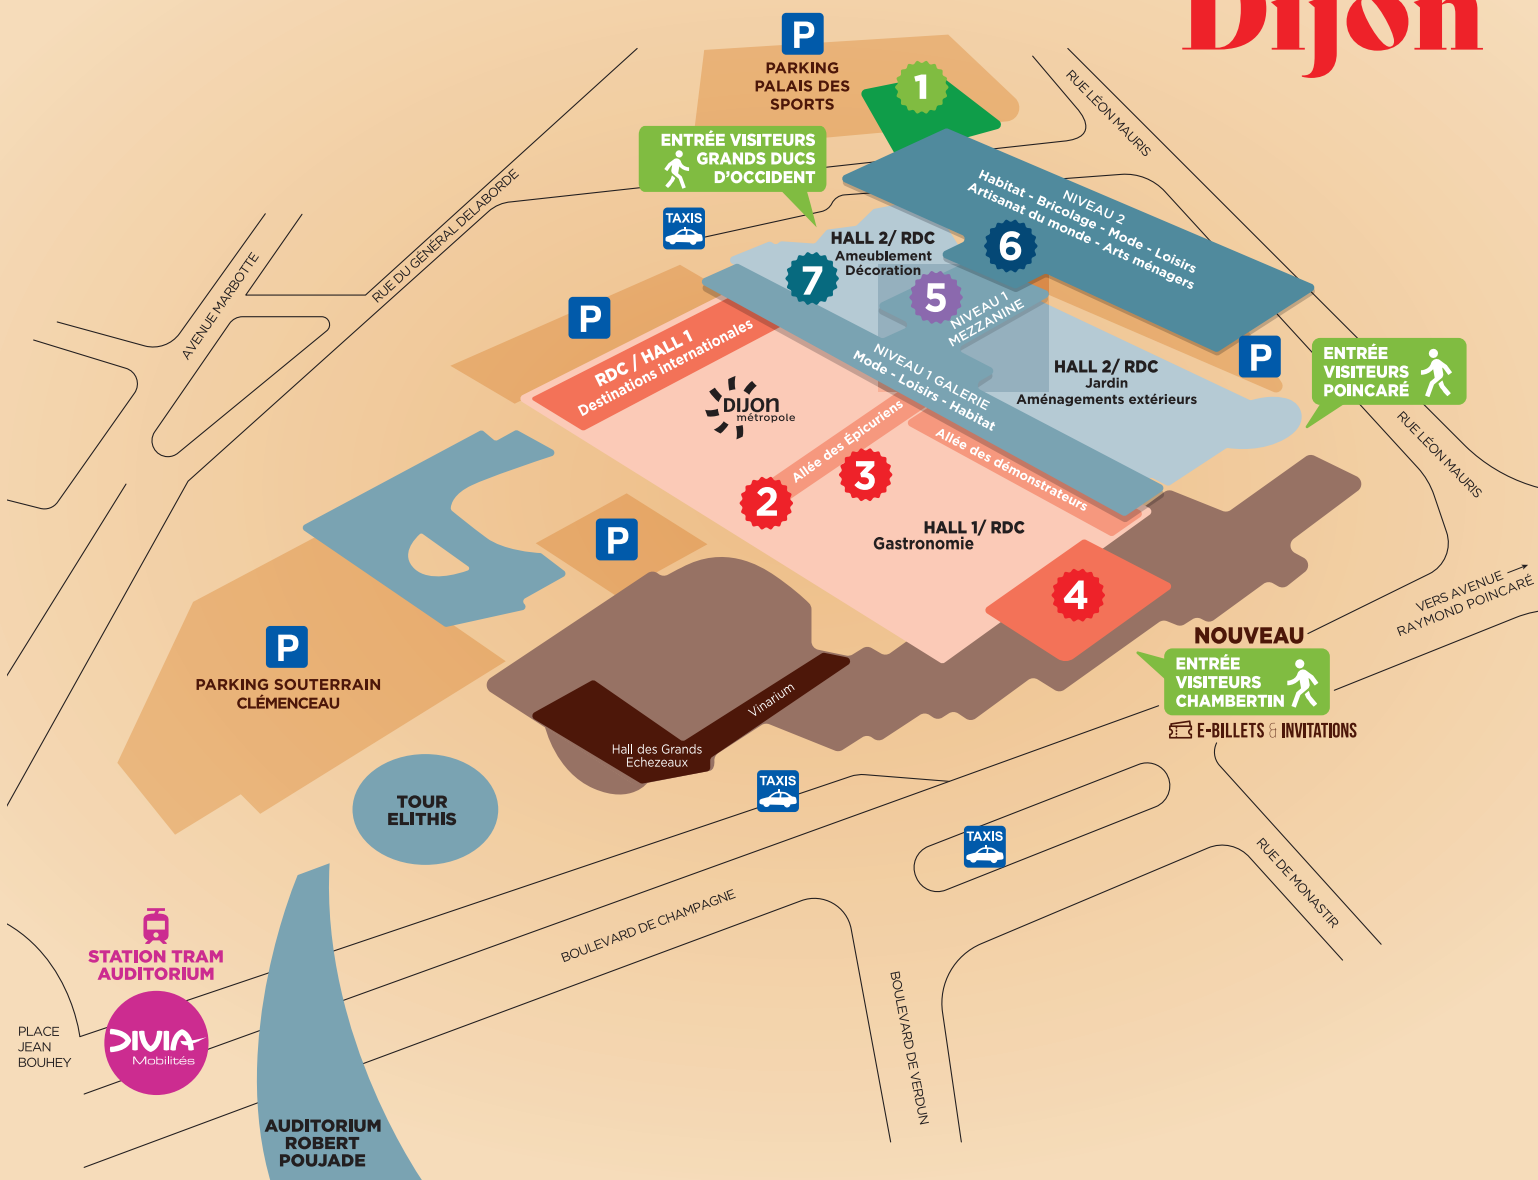 Dijon
P
PARKING
PALAIS DES
SPORTS
1
RUE LÉON MAURIS
ENTRÉE VISITEURS
GRANDS DUCS
D'OCCIDENT
TAXIS
RUE DU GÉNÉRAL DELABORDE
AVENUE MARBOTTE
NIVEAU 2
Habitat - Bricolage - Mode - Loisirs
Artisanat du monde - Arts ménagers
6
HALL 2/ RDC
Ameublement
Décoration
7
5
NIVEAU 1
MEZZANINE
P
RDC / HALL 1
Destinations internationales
DIJON
métropole
NIVEAU 1 GALERIE
Mode - Loisirs - Habitat
HALL 2/ RDC
Jardin
Aménagements extérieurs
P
ENTRÉE
VISITEURS
POINCARÉ
RUE LÉON MAURIS
Allée des Épicuriens
Allée des démonstrateurs
2
3
HALL 1/ RDC
Gastronomie
4
P
VERS AVENUE
RAYMOND POINCARÉ
NOUVEAU
ENTRÉE
VISITEURS
CHAMBERTIN
E-BILLETS & INVITATIONS
P
PARKING SOUTERRAIN
CLÉMENCEAU
Vinarium
Hall des Grands
Echezeaux
TAXIS
TOUR
ELITHIS
TAXIS
RUE DE MONASTIR
BOULEVARD DE CHAMPAGNE
BOULEVARD DE VERDUN
STATION TRAM
AUDITORIUM
DIVIA
Mobilités
PLACE
JEAN
BOUHEY
AUDITORIUM
ROBERT
POUJADE